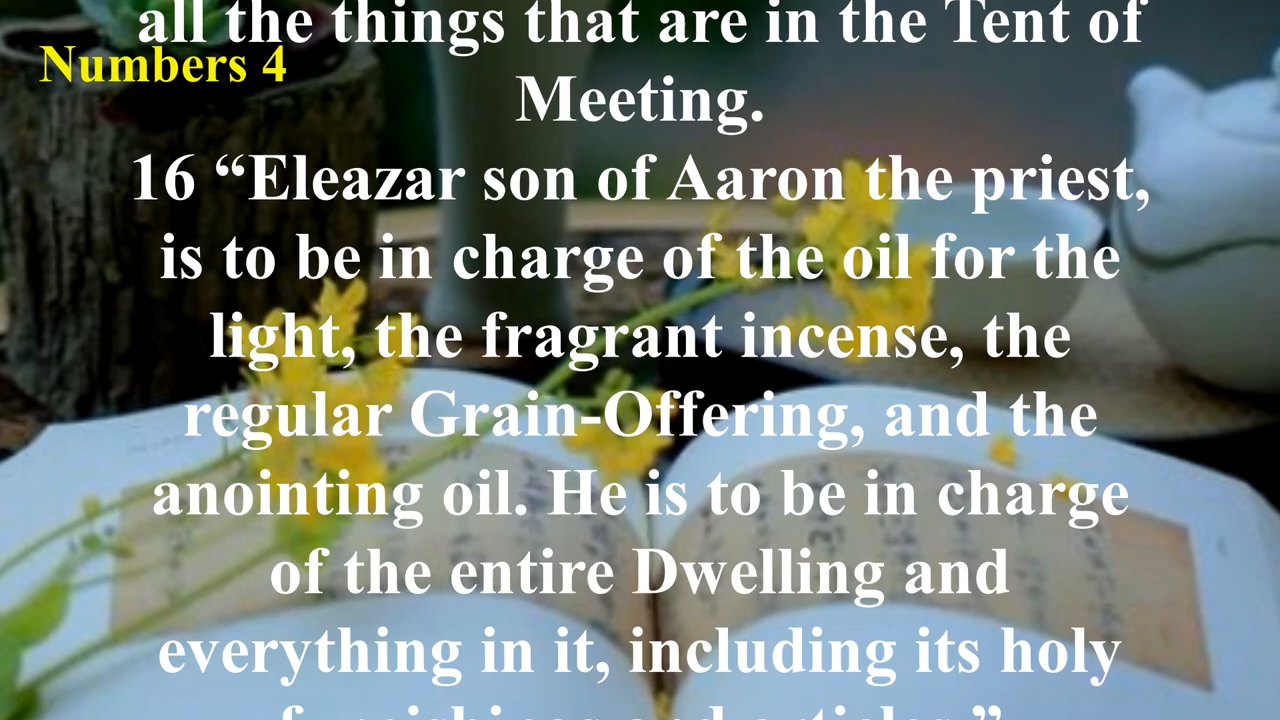 all the things that are in the Tent of
Numbers 4
Meeting.
16 “Eleazar son of Aaron the priest,
is to be in charge of the oil for the
light, the fragrant incense, the
regular Grain-Offering, and the
anointing oil. He is to be in charge
of the entire Dwelling and
everything in it, including its holy
furnishings and articles.”